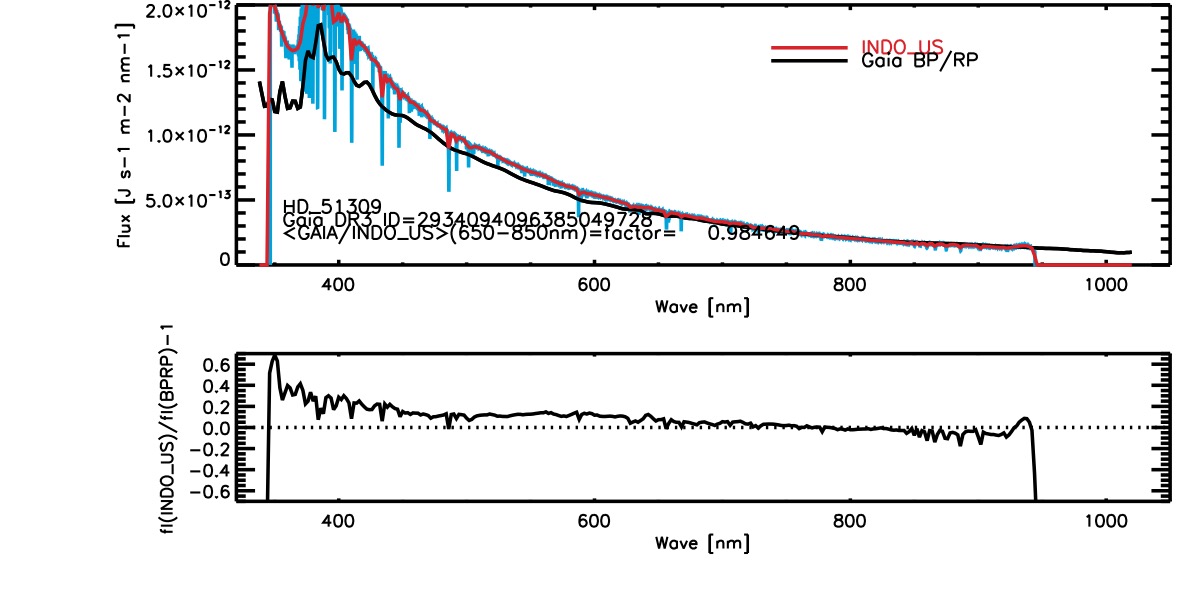 2.0×10−12
1.5×10−12
1.0×10−12
5.0×10−13
0
Flux [J s−1 m−2 nm−1]
INDO_US
Gaia BP/RP
HD_51309
Gaia DR3 ID=2934094096385049728
<GAIA/INDO_US>(650−850nm)=factor= 0.984649
400 600 800 1000
Wave [nm]
fl(INDO_US)/fl(BPRP)−1
0.6
0.4
0.2
0.0
−0.2
−0.4
−0.6
400 600 800 1000
Wave [nm]